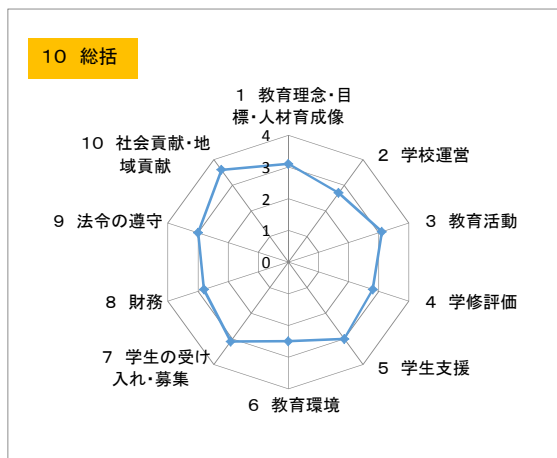 10 総括
1 教育理念・目
標・人材育成像
2 学校運営
3 教育活動
4 学修評価
5 学生支援
6 教育環境
7 学生の受け
入れ・募集
8 財務
9 法令の遵守
10 社会貢献・地
域貢献
4
3
2
1
0